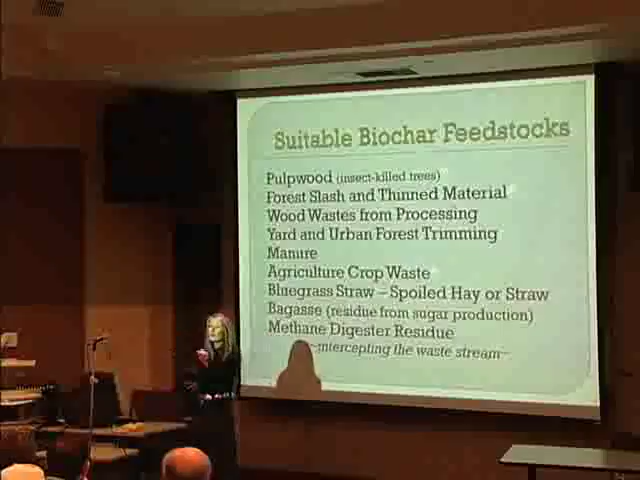 Suitable Biochar Feedstocks
Pulpwood (insect-killed trees)
Forest Slash and Thinned Material
Wood Wastes from Processing
Yard and Urban Forest Trimming
Manure
Agriculture Crop Waste
Bluegrass Straw – Spoiled Hay or Straw
Bagasse (residue from sugar production)
Methane Digester Residue
~intercepting the waste stream~